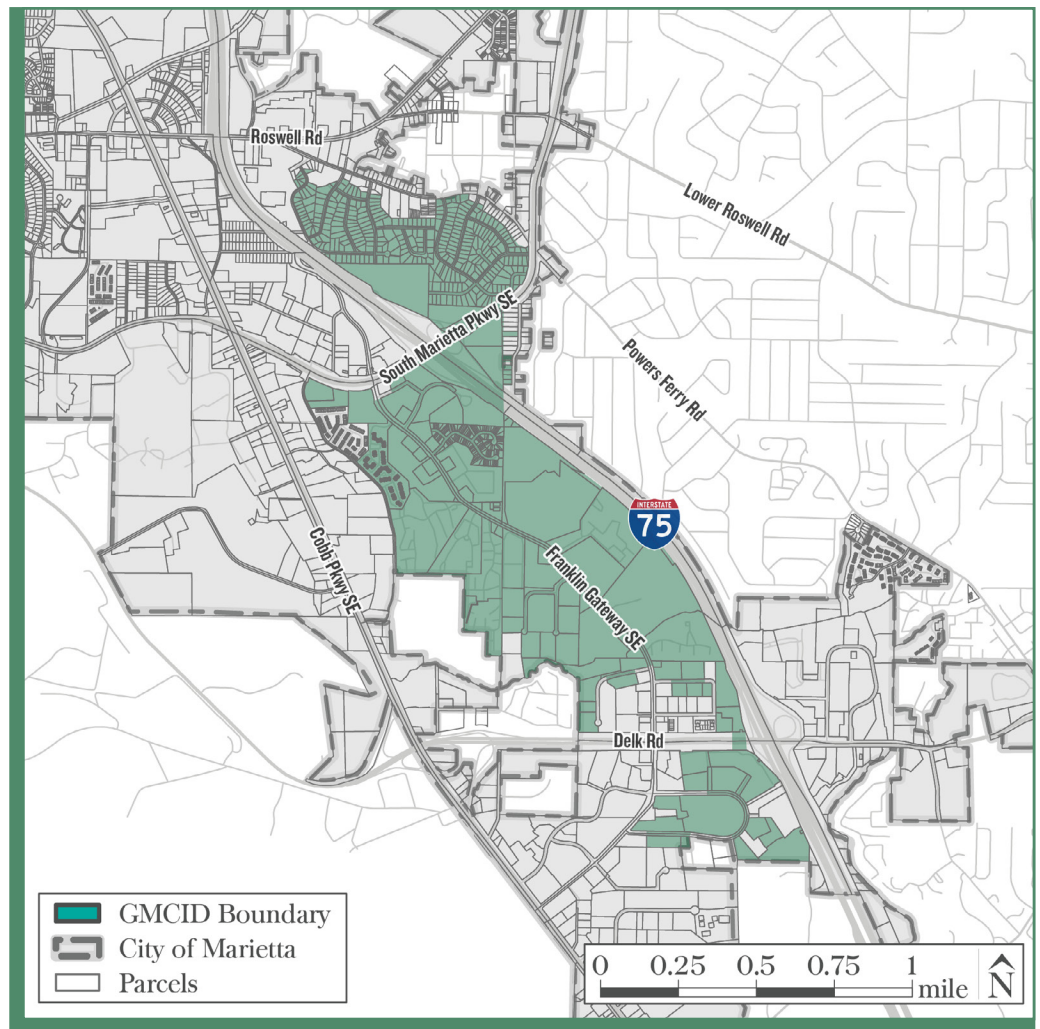 Roswell Rd
Lower Roswell Rd
South Marietta Pkwy SE
Powers Ferry Rd
INTERSTATE
75
Cobb Pkwy SE
Franklin Gateway SE
Delk Rd
GMCID Boundary
City of Marietta
Parcels
0 0.25 0.5 0.75 1
mile
N